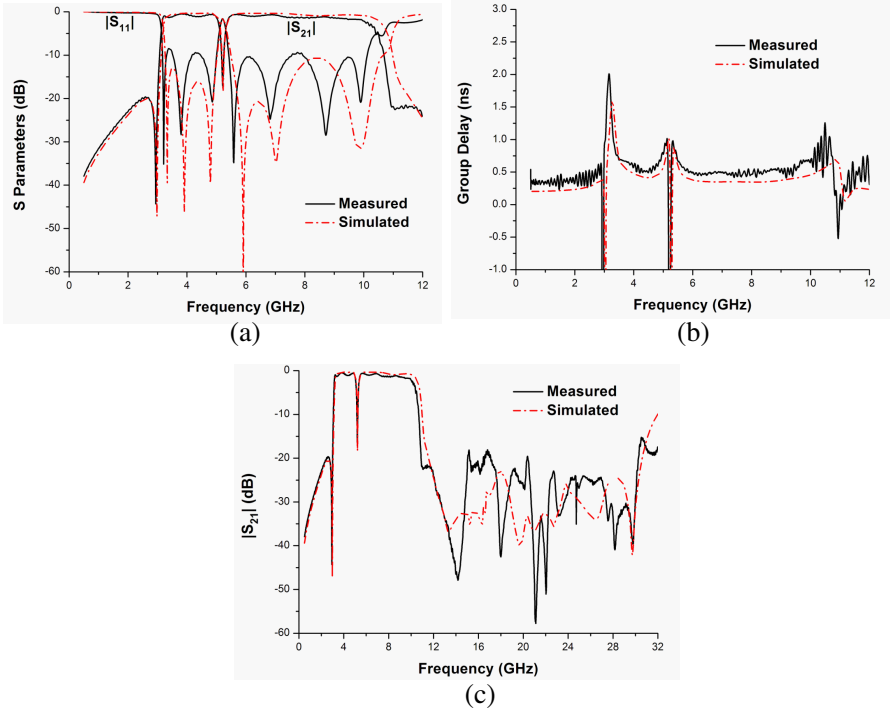 0
-10
-20
-30
-40
-50
-60
S Parameters (dB)
|S11|
|S21|
Measured
Simulated
0 2 4 6 8 10 12
Frequency (GHz)
(a)
3.0
2.5
2.0
1.5
1.0
0.5
0.0
-0.5
-1.0
Group Delay (ns)
Measured
Simulated
0 2 4 6 8 10 12
Frequency (GHz)
(b)
0
-10
-20
-30
-40
-50
-60
|S21| (dB)
Measured
Simulated
0 4 8 12 16 20 24 28 32
Frequency (GHz)
(c)